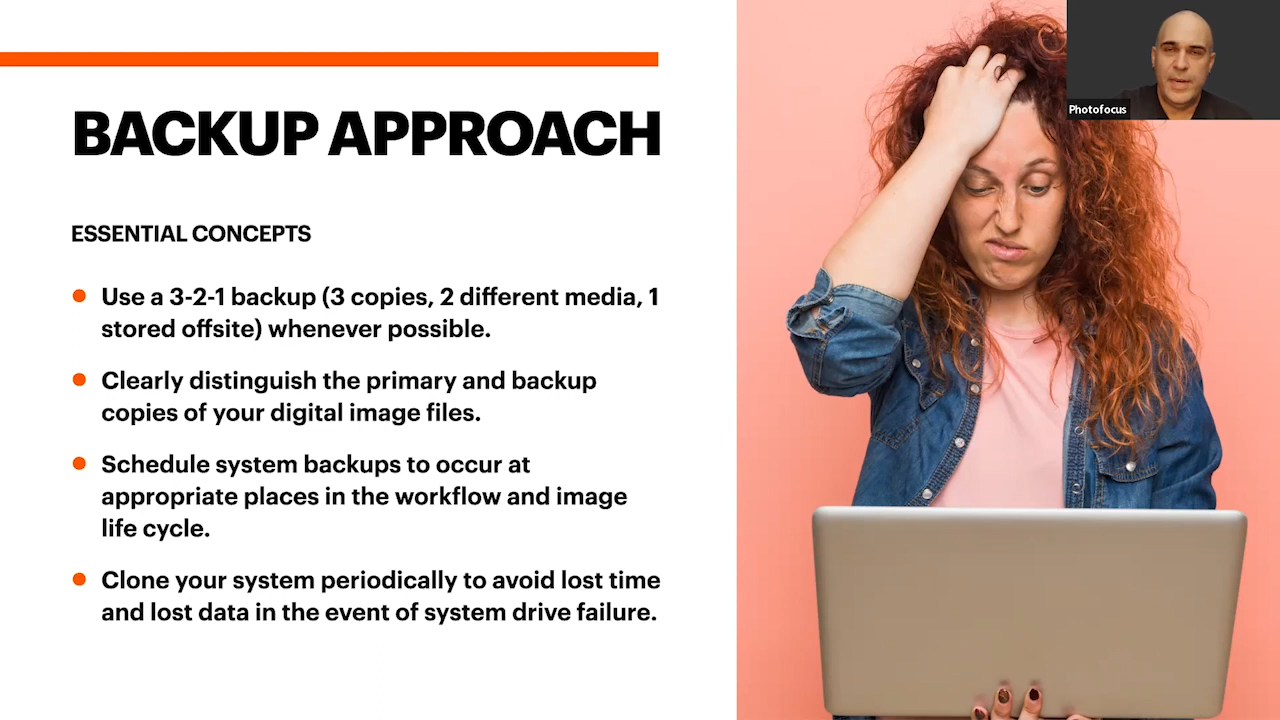 BACKUP APPROACH
Photofocus
ESSENTIAL CONCEPTS
Use a 3-2-1 backup (3 copies, 2 different media, 1
stored offsite) whenever possible.
Clearly distinguish the primary and backup
copies of your digital image files.
Schedule system backups to occur at
appropriate places in the workflow and image
life cycle.
Clone your system periodically to avoid lost time
and lost data in the event of system drive failure.